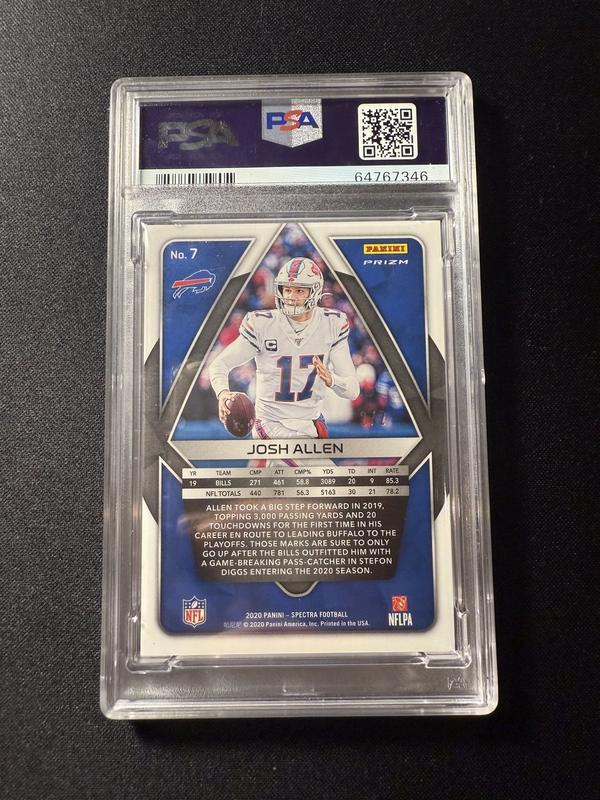 PSA
PSA
64767346
No. 7
PANINI
PRIZM
17
C
JOSH ALLEN
YR TEAM CMP ATT CMP% YDS TD INT RATE
19 BILLS 271 461 58.8 3089 20 9 85.3
NFL TOTALS 440 781 56.3 5163 30 21 78.2
ALLEN TOOK A BIG STEP FORWARD IN 2019,
TOPPING 3,000 PASSING YARDS AND 20
TOUCHDOWNS FOR THE FIRST TIME IN HIS
CAREER EN ROUTE TO LEADING BUFFALO TO THE
PLAYOFFS. THOSE MARKS ARE SURE TO ONLY
GO UP AFTER THE BILLS OUTFITTED HIM WITH
A GAME-BREAKING PASS-CATCHER IN STEFON
DIGGS ENTERING THE 2020 SEASON.
NFL
NFLPA
2020 PANINI – SPECTRA FOOTBALL
© 2020 Panini America, Inc. Printed in the USA.